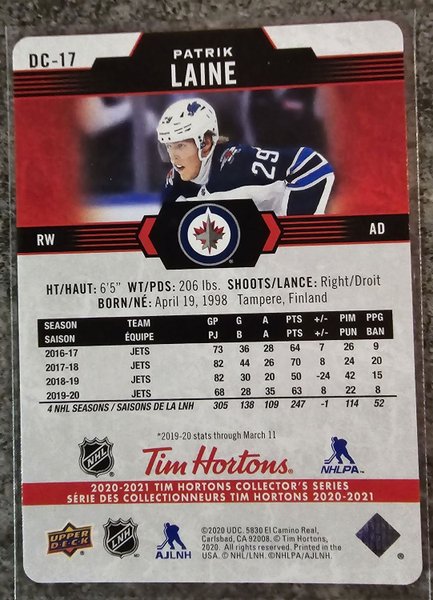 DC-17
PATRIK
LAINE
29
RW
AD
HT/HAUT: 6'5" WT/PDS: 206 lbs. SHOOTS/LANCE: Right/Droit
BORN/NÉ: April 19, 1998 Tampere, Finland
SEASON TEAM GP G A PTS +/- PIM PPG
SAISON ÉQUIPE PJ B A PTS +/- PUN BAN
2016-17 JETS 73 36 28 64 7 26 9
2017-18 JETS 82 44 26 70 8 24 20
2018-19 JETS 82 30 20 50 -24 42 15
2019-20 JETS 68 28 35 63 8 22 8
4 NHL SEASONS / SAISONS DE LA LNH 305 138 109 247 -1 114 52
*2019-20 stats through March 11
NHL
Tim Hortons®
NHLPA
2020-2021 TIM HORTONS COLLECTOR'S SERIES
SÉRIE DES COLLECTIONNEURS TIM HORTONS 2020-2021
UPPER DECK
LNH
AJLNH
©2020 UDC. 5830 El Camino Real,
Carlsbad, CA 92008. © Tim Hortons,
2020. All rights reserved. Printed in the
USA. © NHL/LNH. ©NHLPA/AJLNH.
®